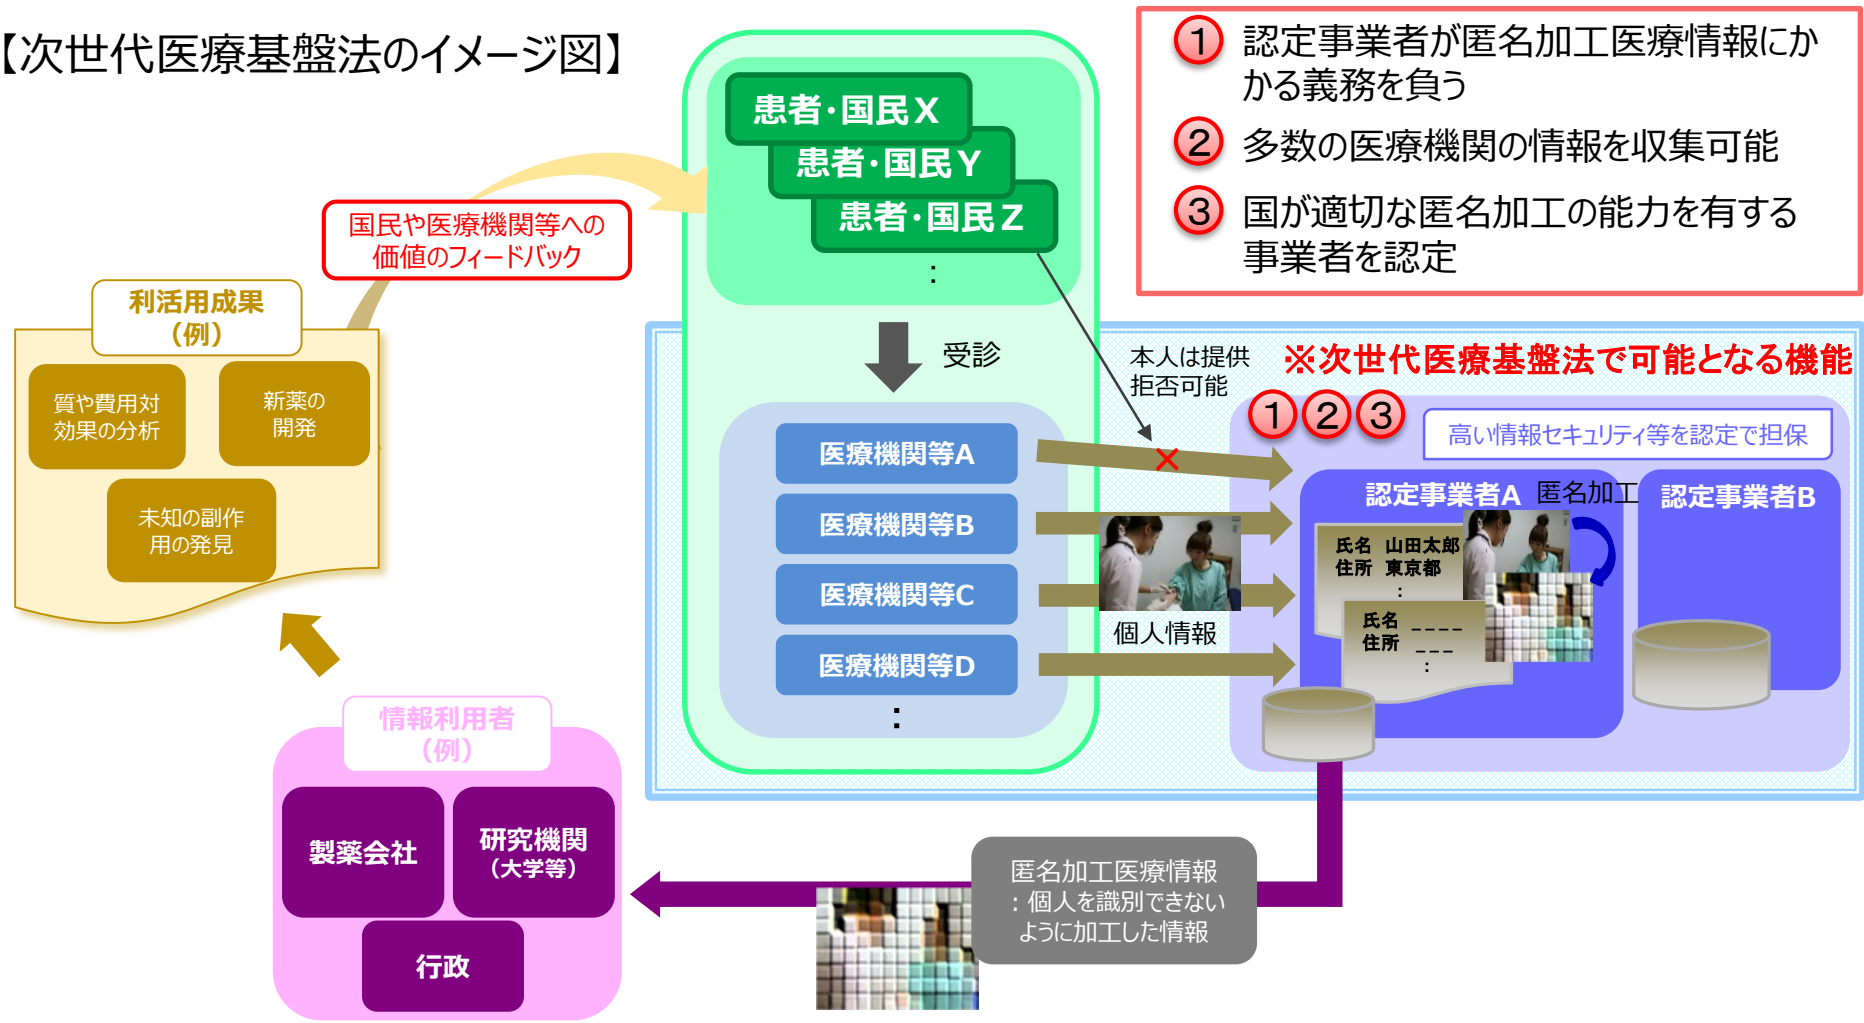 【次世代医療基盤法のイメージ図】
① 認定事業者が匿名加工医療情報にか
かる義務を負う
② 多数の医療機関の情報を収集可能
③ 国が適切な匿名加工の能力を有する
事業者を認定
患者・国民X
患者・国民Y
患者・国民Z
：
国民や医療機関等への
価値のフィードバック
利活用成果
（例）
質や費用対
効果の分析
新薬の
開発
未知の副作
用の発見
受診
本人は提供
拒否可能
※次世代医療基盤法で可能となる機能
①②③
高い情報セキュリティ等を認定で担保
医療機関等A
医療機関等B
医療機関等C
医療機関等D
：
個人情報
認定事業者A
匿名加工
認定事業者B
氏名 山田太郎
住所 東京都
：
氏名 ____
住所 ___
：
情報利用者
（例）
製薬会社
研究機関
（大学等）
行政
匿名加工医療情報
：個人を識別できない
ように加工した情報